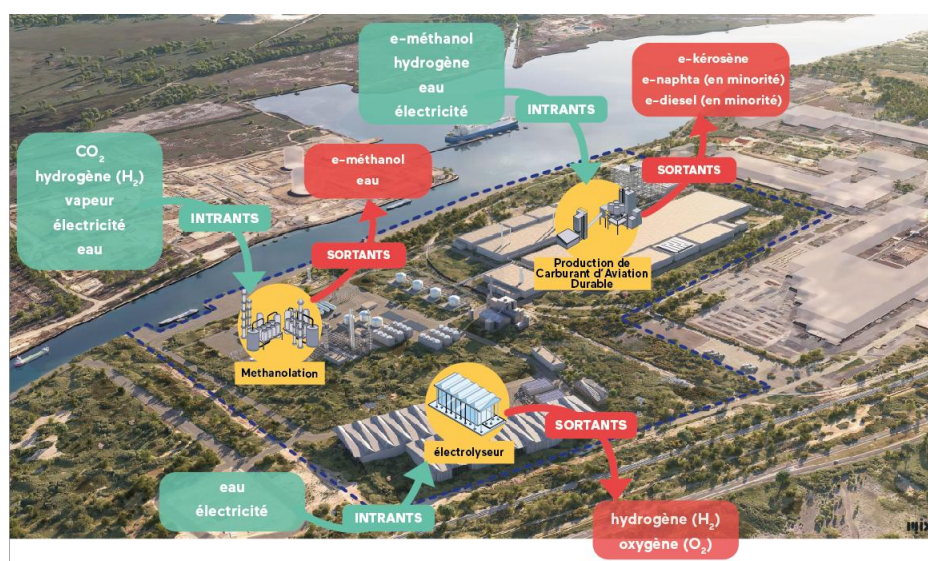 e-méthanol
hydrogène
eau
électricité
INTRANTS
e-kérosène
e-naphta (en minorité)
e-diesel (en minorité)
SORTANTS
Production de
Carburant d'Aviation
Durable
CO₂
hydrogène (H₂)
vapeur
électricité
eau
INTRANTS
e-méthanol
eau
SORTANTS
Methanolation
électrolyseur
eau
électricité
INTRANTS
SORTANTS
hydrogène (H₂)
oxygène (O₂)